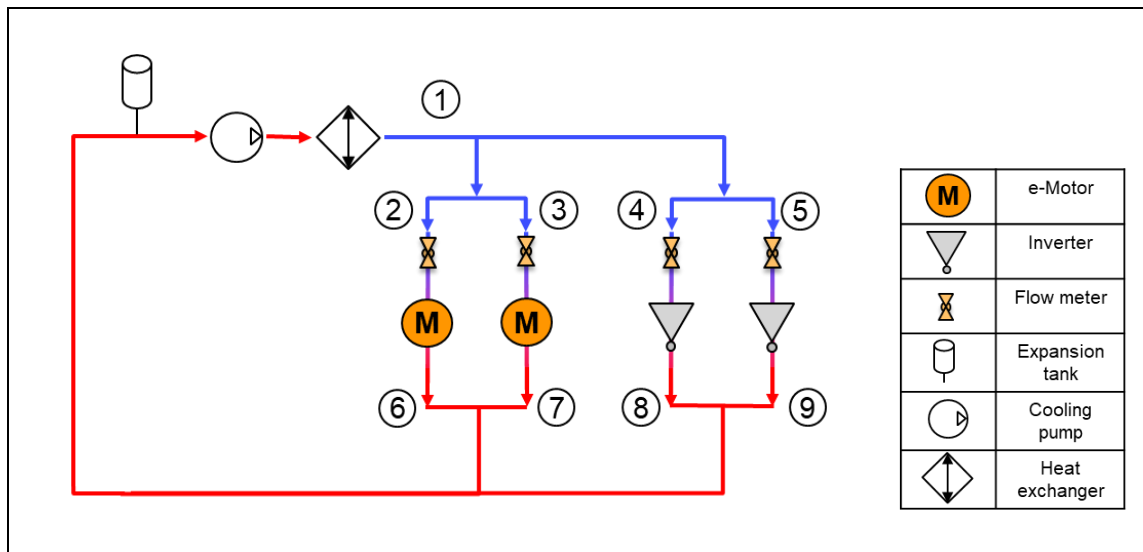 1
2
3
4
5
6
7
8
9
M
M
M
e-Motor
Inverter
Flow meter
Expansion
tank
Cooling
pump
Heat
exchanger